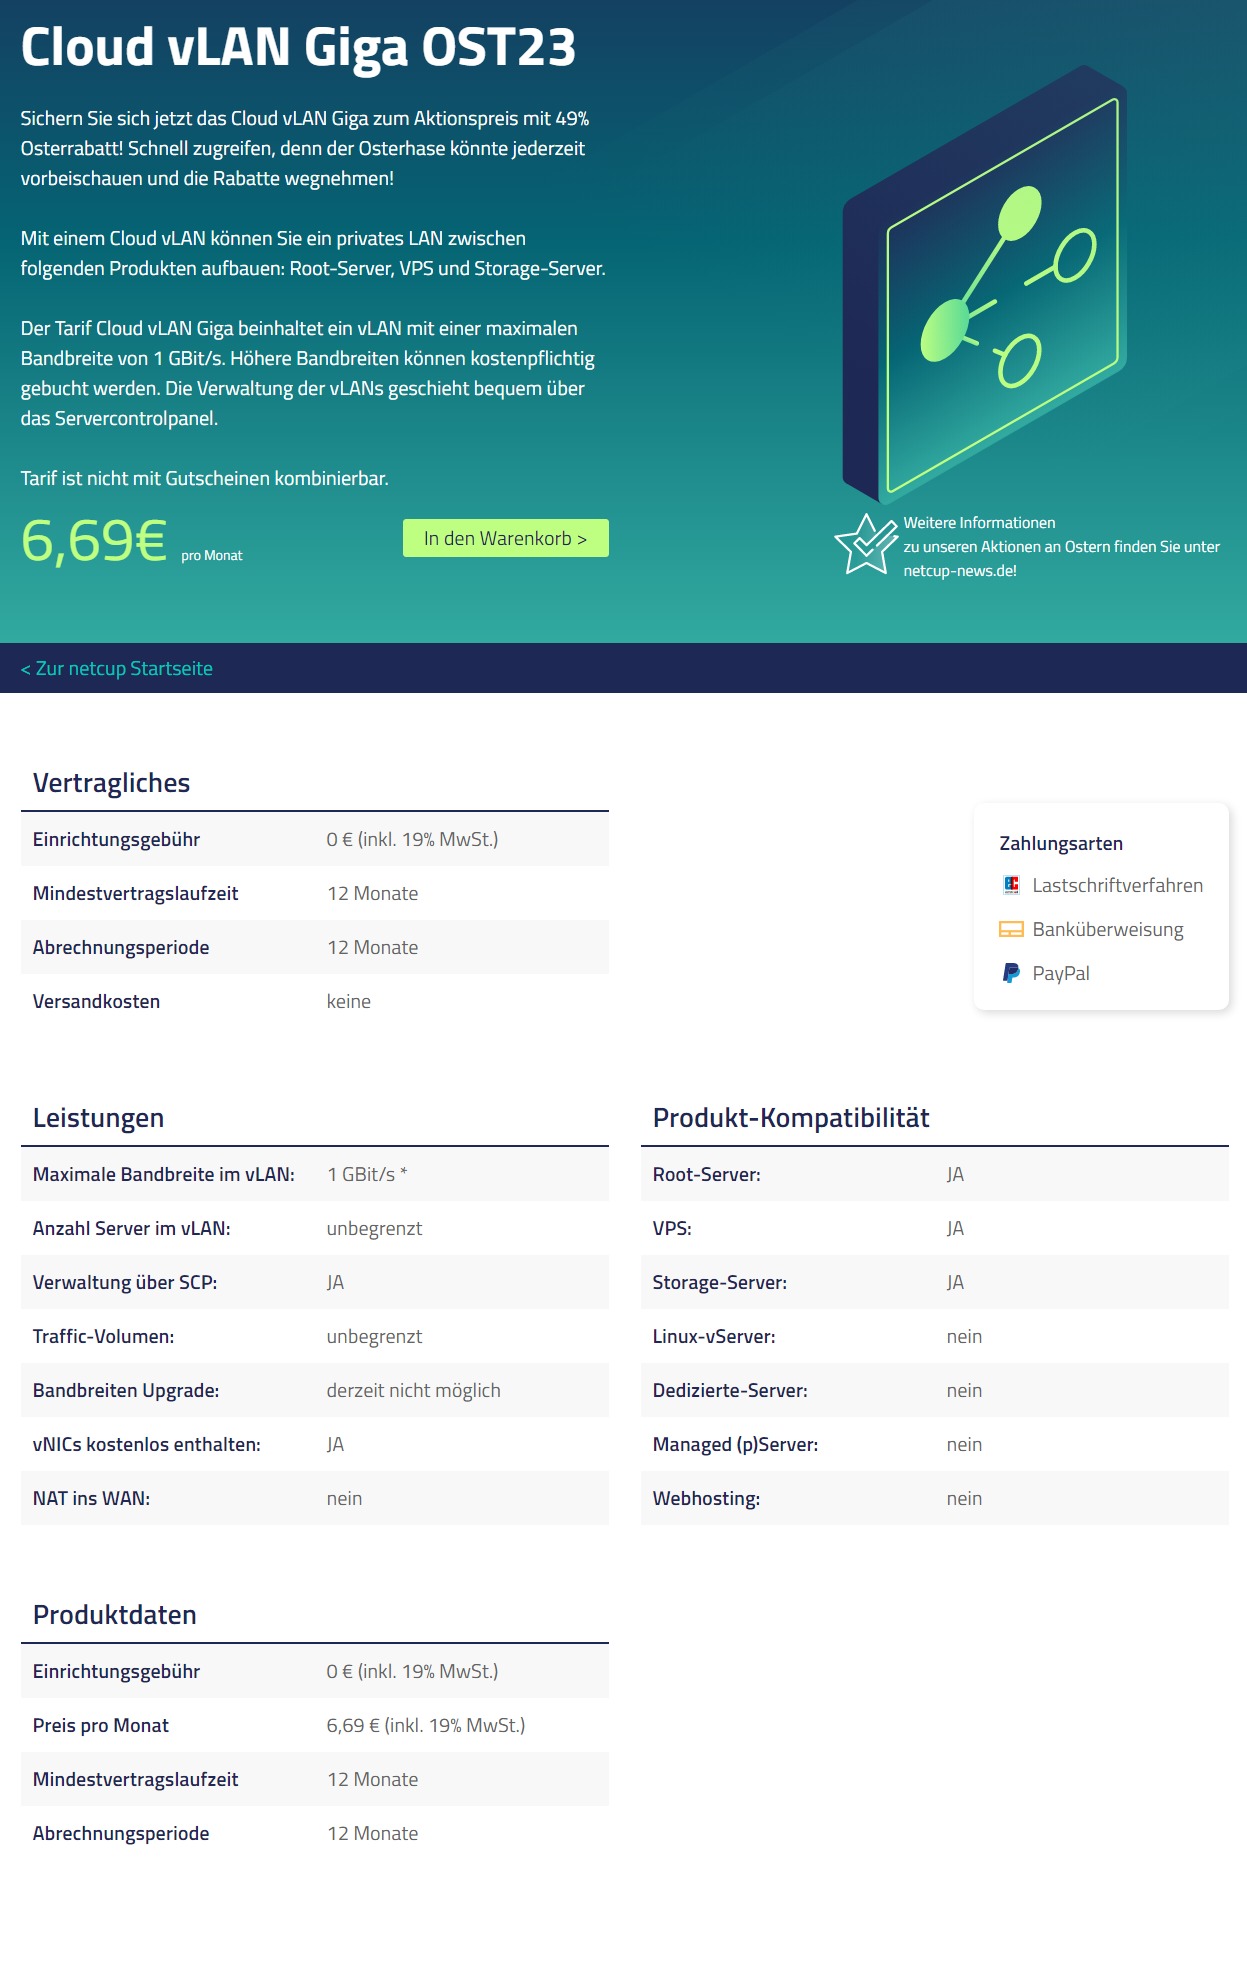 Cloud vLAN Giga OST23
Sichern Sie sich jetzt das Cloud vLAN Giga zum Aktionspreis mit 49%
Osterrabatt! Schnell zugreifen, denn der Osterhase könnte jederzeit
vorbeischauen und die Rabatte wegnehmen!
Mit einem Cloud vLAN können Sie ein privates LAN zwischen
folgenden Produkten aufbauen: Root-Server, VPS und Storage-Server.
Der Tarif Cloud vLAN Giga beinhaltet ein vLAN mit einer maximalen
Bandbreite von 1 GBit/s. Höhere Bandbreiten können kostenpflichtig
gebucht werden. Die Verwaltung der vLANs geschieht bequem über
das Servercontrolpanel.
Tarif ist nicht mit Gutscheinen kombinierbar.
6,69€ pro Monat
In den Warenkorb >
Weitere Informationen
zu unseren Aktionen an Ostern finden Sie unter
netcup-news.de!
< Zur netcup Startseite
Vertragliches
Einrichtungsgebühr 0 € (inkl. 19% MwSt.)
Mindestvertragslaufzeit 12 Monate
Abrechnungsperiode 12 Monate
Versandkosten keine
Zahlungsarten
Lastschriftverfahren
Banküberweisung
PayPal
Leistungen
Maximale Bandbreite im vLAN: 1 GBit/s *
Anzahl Server im vLAN: unbegrenzt
Verwaltung über SCP: JA
Traffic-Volumen: unbegrenzt
Bandbreiten Upgrade: derzeit nicht möglich
vNICs kostenlos enthalten: JA
NAT ins WAN: nein
Produkt-Kompatibilität
Root-Server: JA
VPS: JA
Storage-Server: JA
Linux-vServer: nein
Dedizierte-Server: nein
Managed (p)Server: nein
Webhosting: nein
Produktdaten
Einrichtungsgebühr 0 € (inkl. 19% MwSt.)
Preis pro Monat 6,69 € (inkl. 19% MwSt.)
Mindestvertragslaufzeit 12 Monate
Abrechnungsperiode 12 Monate